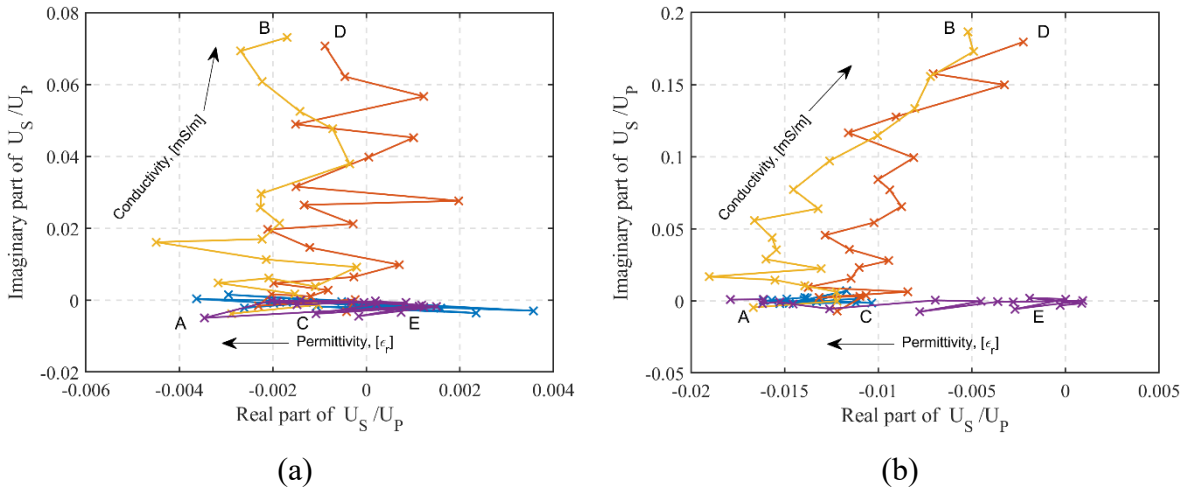 0.08
0.06
0.04
0.02
0
-0.02
-0.006
-0.004
-0.002
0
0.002
0.004
Imaginary part of U_S /U_P
Real part of U_S /U_P
Conductivity, [mS/m]
Permittivity, [ϵ_r]
B
D
A
C
E
(a)
0.2
0.15
0.1
0.05
0
-0.05
-0.02
-0.015
-0.01
-0.005
0
0.005
Imaginary part of U_S /U_P
Real part of U_S /U_P
Conductivity, [mS/m]
Permittivity, [ϵ_r]
B
D
A
C
E
(b)